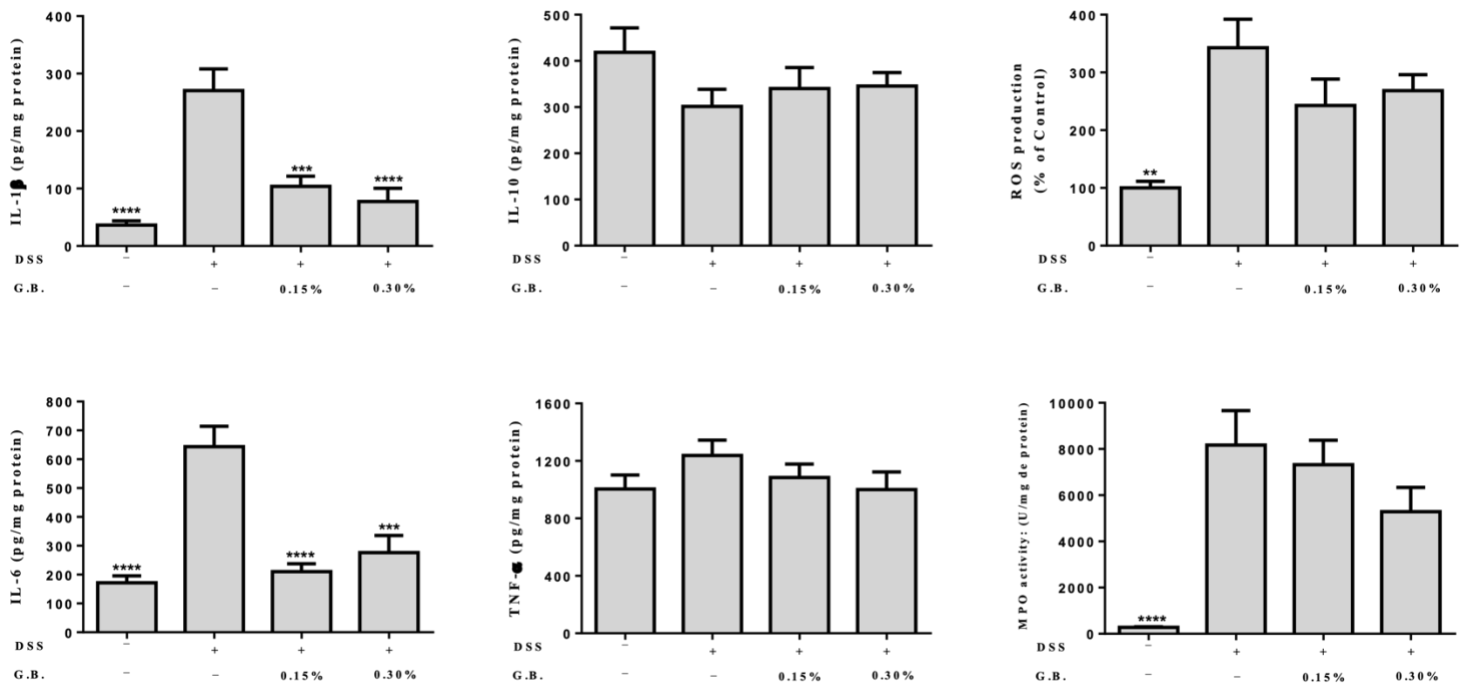 IL-1β (pg/mg protein)
400
300
200
100
0
****
***
****
DSS – + + +
G.B. – – 0.15% 0.30%
IL-10 (pg/mg protein)
500
400
300
200
100
0
DSS – + + +
G.B. – – 0.15% 0.30%
ROS production
(% of Control)
400
300
200
100
0
**
DSS – + + +
G.B. – – 0.15% 0.30%
IL-6 (pg/mg protein)
800
700
600
500
400
300
200
100
0
****
****
***
DSS – + + +
G.B. – – 0.15% 0.30%
TNF- (pg/mg protein)
1600
1200
800
400
0
DSS – + + +
G.B. – – 0.15% 0.30%
MPO activity: (U/mg de protein)
10000
8000
6000
4000
2000
0
****
DSS – + + +
G.B. – – 0.15% 0.30%